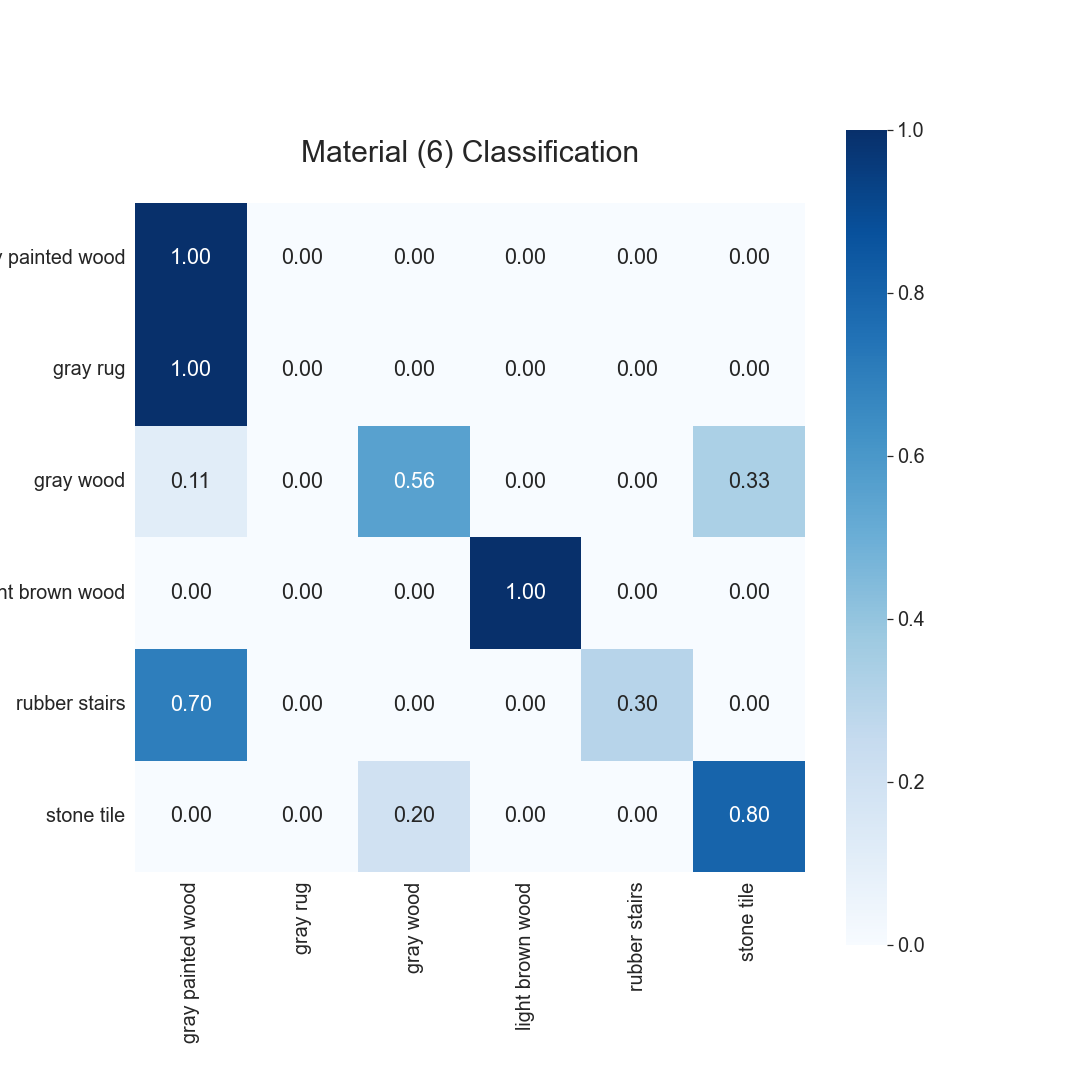 Material (6) Classification
1.0
painted wood 1.00 0.00 0.00 0.00 0.00 0.00
0.8
gray rug 1.00 0.00 0.00 0.00 0.00 0.00
gray wood 0.11 0.00 0.56 0.00 0.00 0.33
0.6
brown wood 0.00 0.00 0.00 1.00 0.00 0.00
0.4
rubber stairs 0.70 0.00 0.00 0.00 0.30 0.00
0.2
stone tile 0.00 0.00 0.20 0.00 0.00 0.80
0.0
gray painted wood
gray rug
gray wood
light brown wood
rubber stairs
stone tile